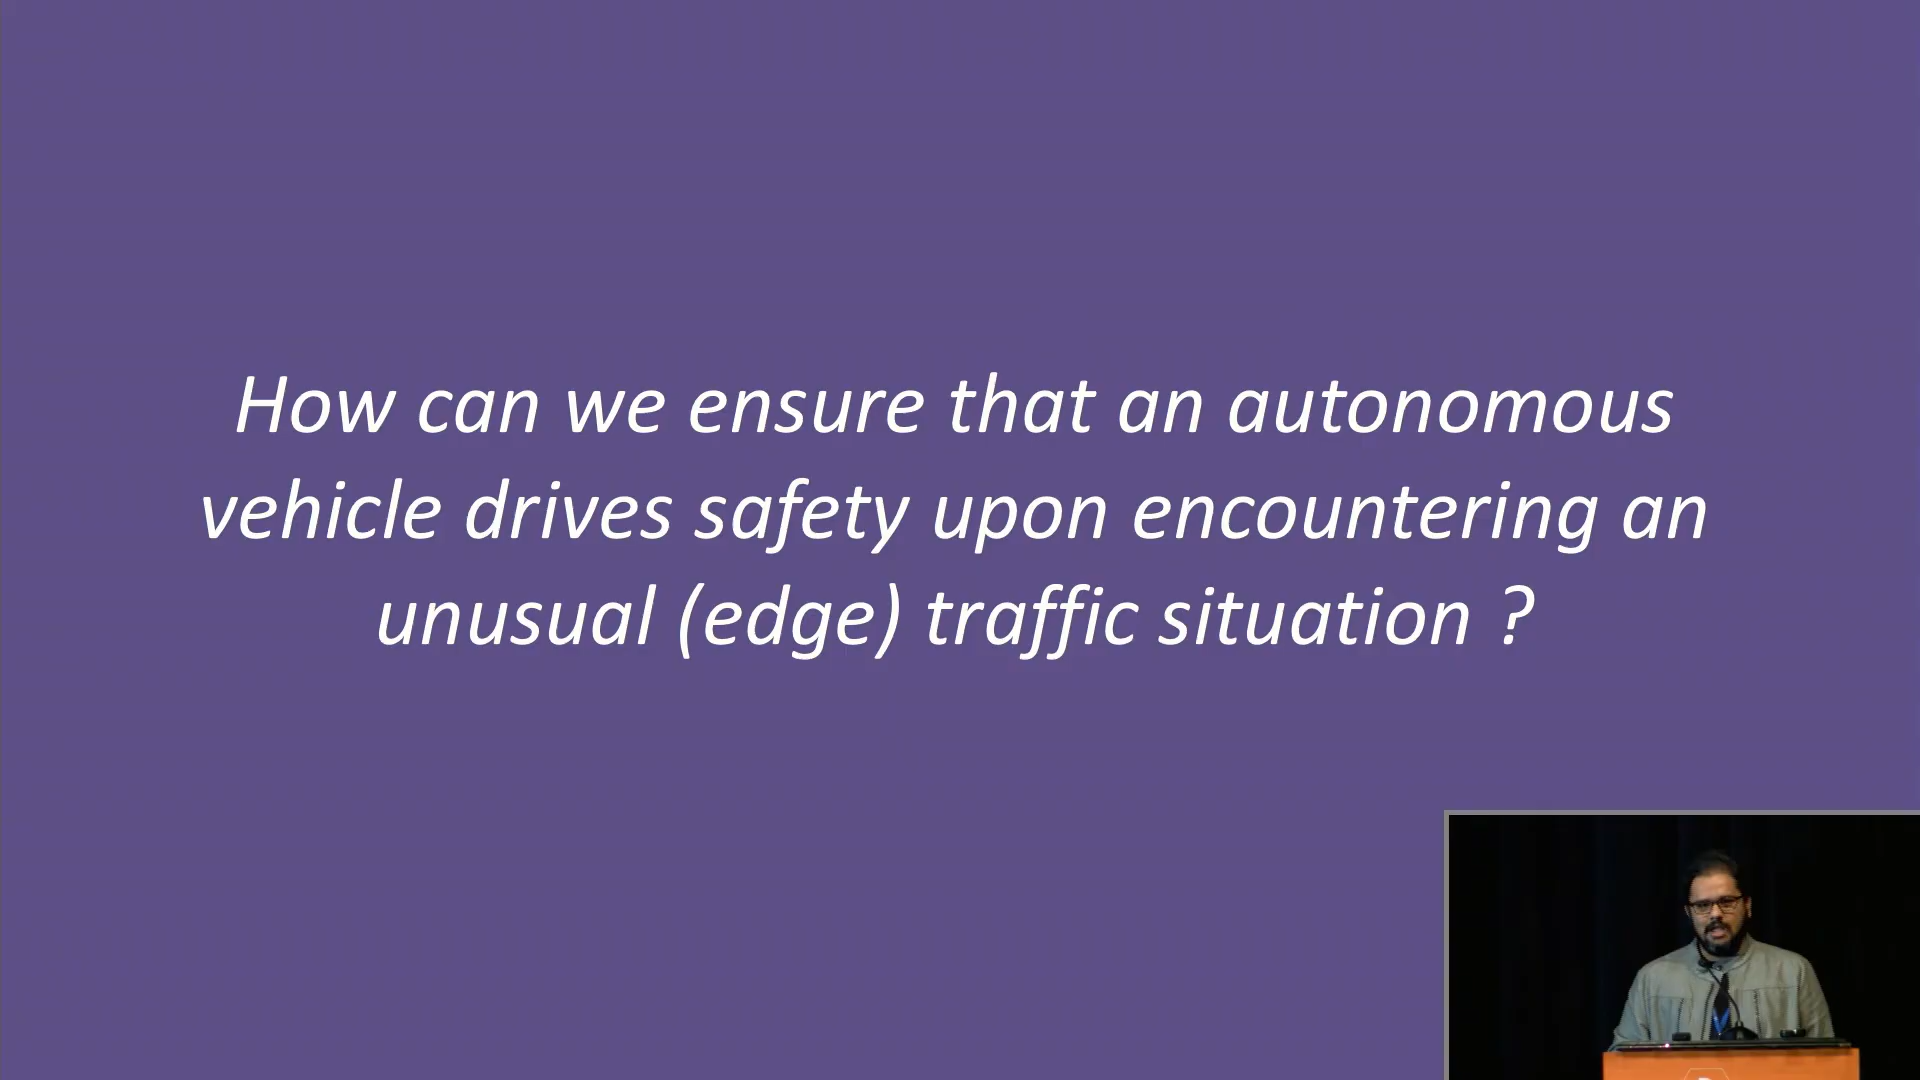 How can we ensure that an autonomous
vehicle drives safety upon encountering an
unusual (edge) traffic situation ?